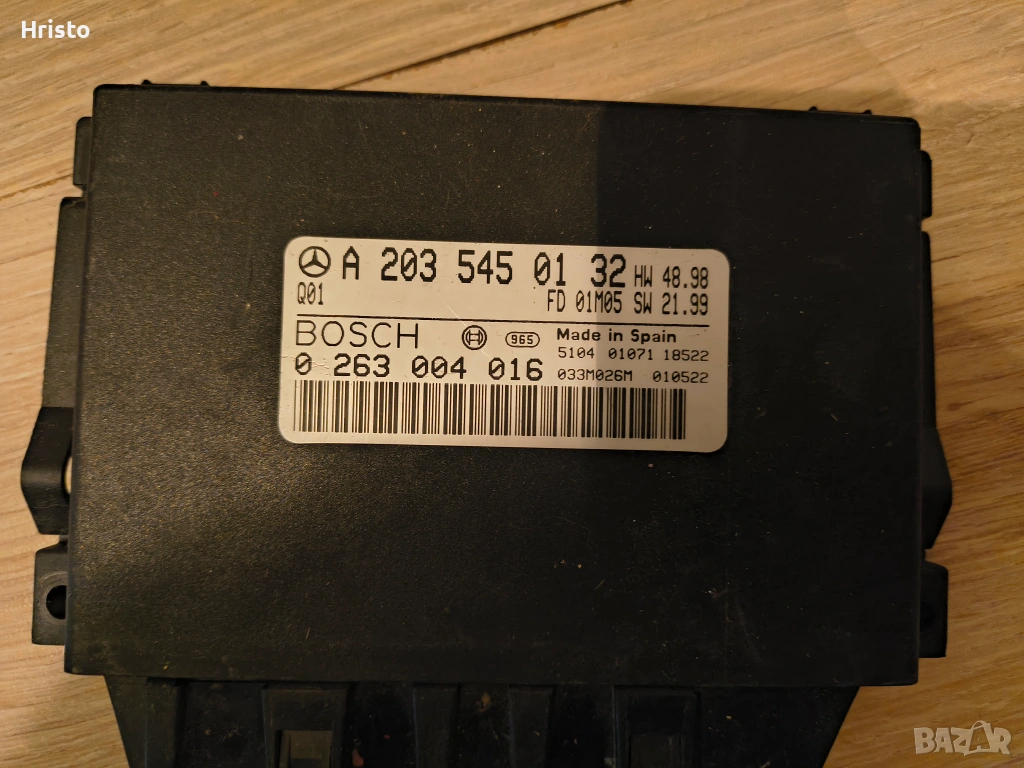 Hristo
A 203 545 01 32 HW 48.98
Q01 FD 01M05 SW 21.99
BOSCH 965 Made in Spain
5104 01071 18522
0 263 004 016 033M026M 010522
BAZAR